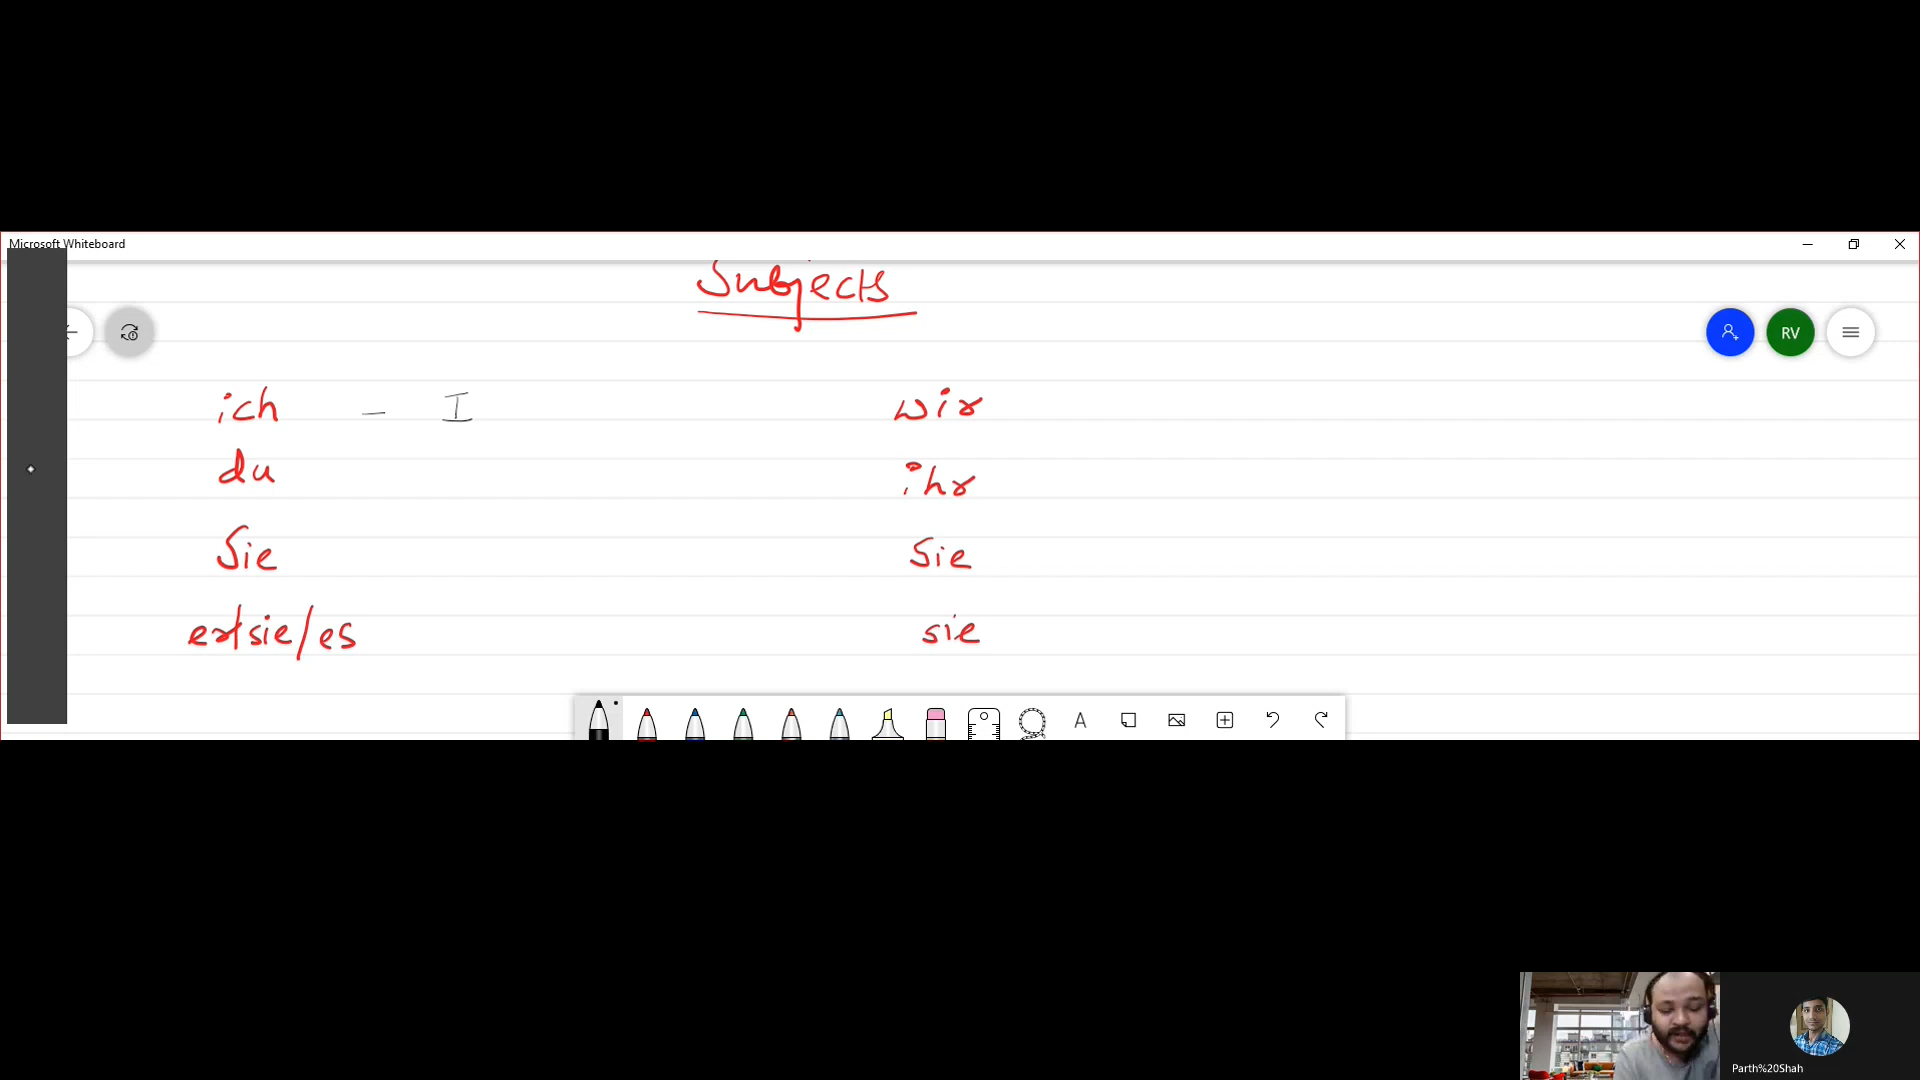 Microsoft Whiteboard
Subjects
RV
ich - I
wir
du
ihr
Sie
Sie
er/sie/es
sie
A
Parth%20Shah